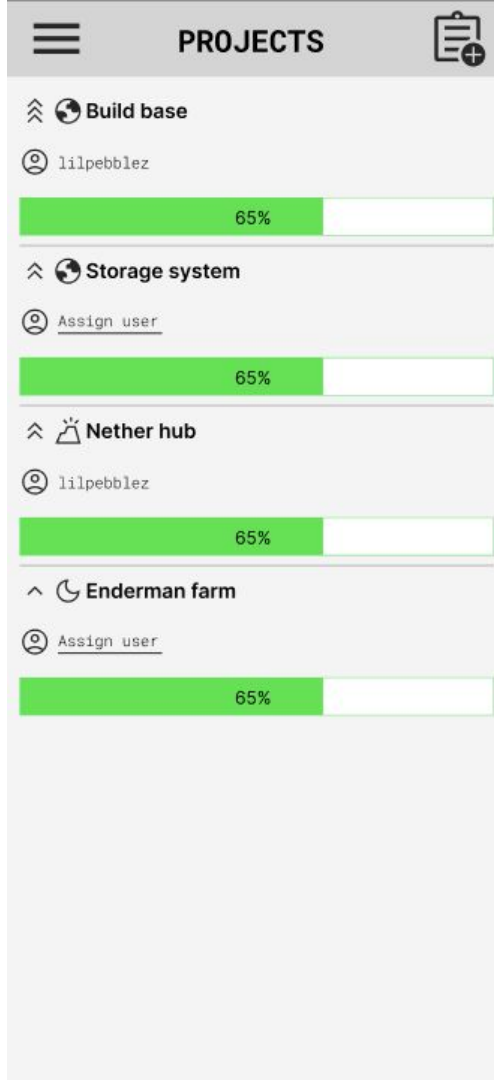 PROJECTS
Build base
lilpebblez
65%
Storage system
Assign user
65%
Nether hub
lilpebblez
65%
Enderman farm
Assign user
65%